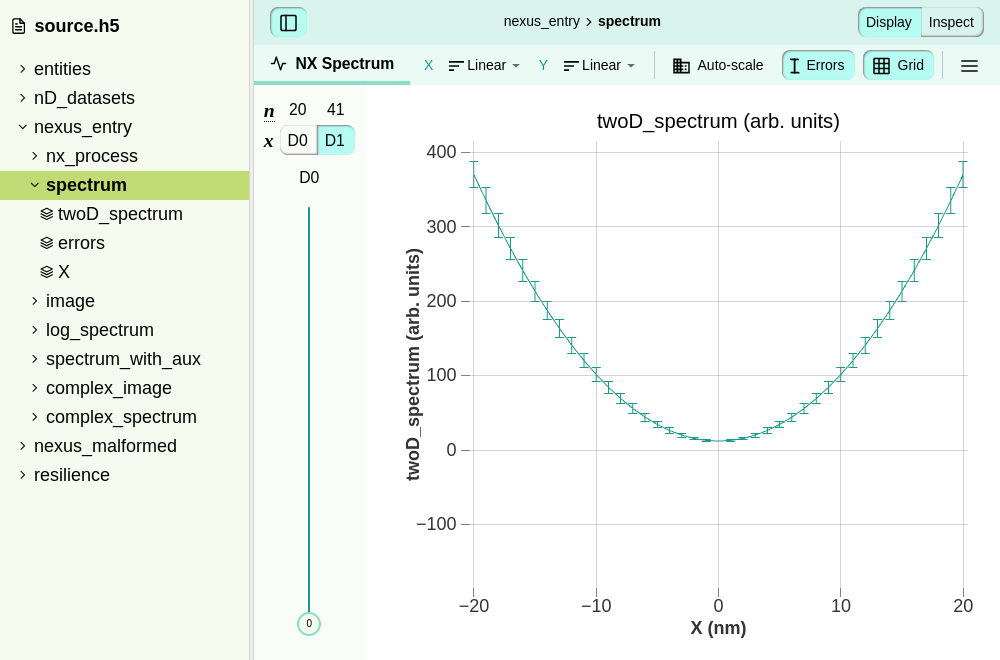 source.h5
entities
nD_datasets
nexus_entry
nx_process
spectrum
twoD_spectrum
errors
X
image
log_spectrum
spectrum_with_aux
complex_image
complex_spectrum
nexus_malformed
resilience
nexus_entry › spectrum
Display Inspect
NX Spectrum X Linear Y Linear Auto-scale Errors Grid
n 20 41
x D0 D1
D0
0
twoD_spectrum (arb. units)
twoD_spectrum (arb. units)
400
300
200
100
0
−100
−20 −10 0 10 20
X (nm)